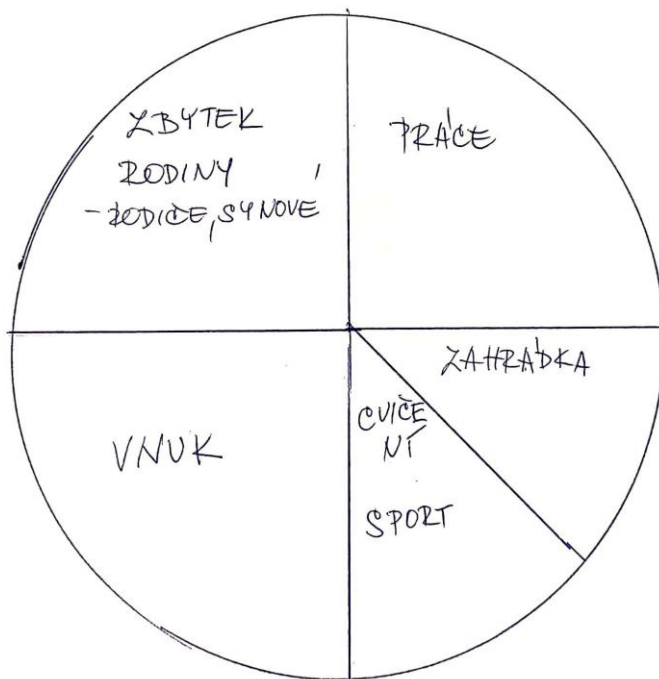 ZBYTEK
RODINY
- RODIČE, SYNOVÉ
PRÁCE
ZAHRÁDKA
CVIČE
NÍ
SPORT
VNUK